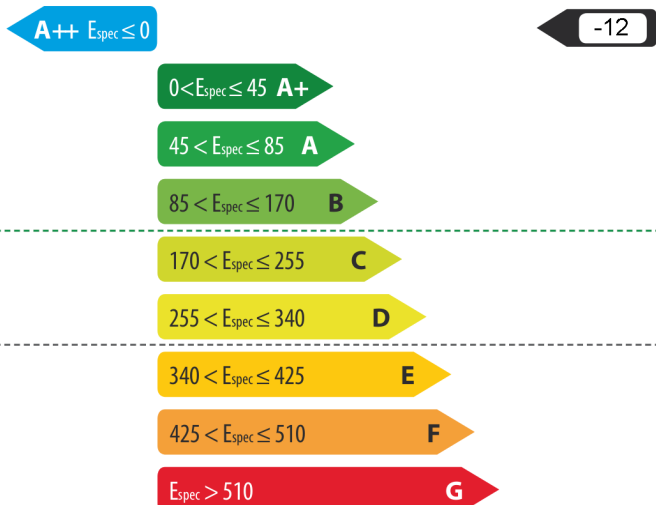 A++ Espec ≤ 0
-12
0 < Espec ≤ 45 A+
45 < Espec ≤ 85 A
85 < Espec ≤ 170 B
170 < Espec ≤ 255 C
255 < Espec ≤ 340 D
340 < Espec ≤ 425 E
425 < Espec ≤ 510 F
Espec > 510 G